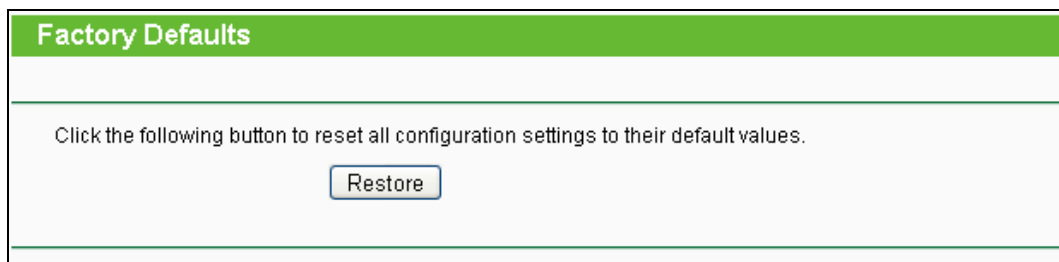 Factory Defaults
Click the following button to reset all configuration settings to their default values.
Restore